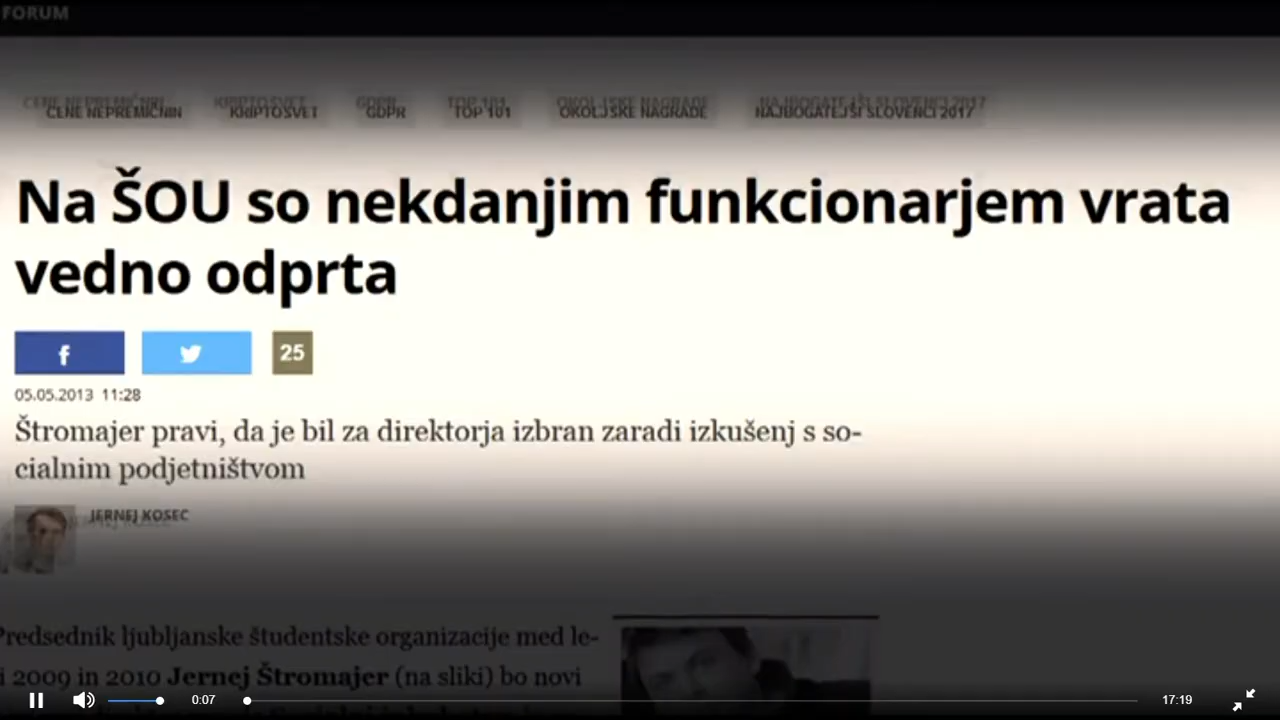 FORUM
CENE NEPREMIČNIN KRIPTOSVET GDPR TOP 101 OKOLJSKE NAGRADE NAJBOGATEJŠI SLOVENCI 2017
Na ŠOU so nekdanjim funkcionarjem vrata
vedno odprta
f 25
05.05.2013 11:28
Štromajer pravi, da je bil za direktorja izbran zaradi izkušenj s so-
cialnim podjetništvom
JERNEJ KOSEC
Predsednik ljubljanske študentske organizacije med le-
i 2009 in 2010 Jernej Štromajer (na sliki) bo novi
0:07 17:19